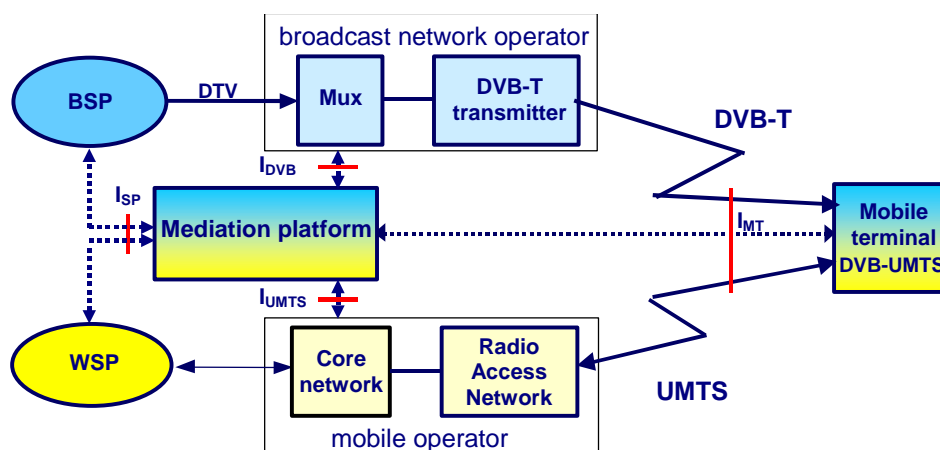 broadcast network operator
BSP
DTV
Mux
DVB-T
transmitter
DVB-T
I_DVB
I_SP
Mediation platform
I_MT
Mobile
terminal
DVB-UMTS
I_UMTS
WSP
Core
network
Radio
Access
Network
UMTS
mobile operator